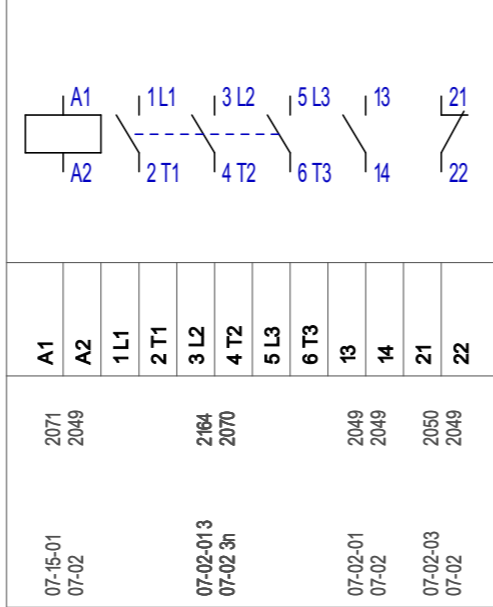 A1 1 L1 3 L2 5 L3 13 21
A2 2 T1 4 T2 6 T3 14 22
A1
A2
1 L1
2 T1
3 L2
4 T2
5 L3
6 T3
13
14
21
22
2071
2049
2164
2070
2049
2049
2050
2049
07-15-01
07-02
07-02-013
07-02 3n
07-02-01
07-02
07-02-03
07-02